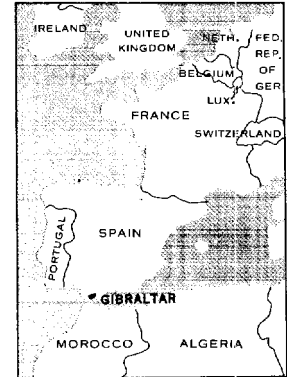 IRELAND
UNITED
KINGDOM
NETH.
FED.
REP.
OF
GER
BELGIUM
LUX.
FRANCE
SWITZERLAND
PORTUGAL
SPAIN
GIBRALTAR
MOROCCO
ALGERIA